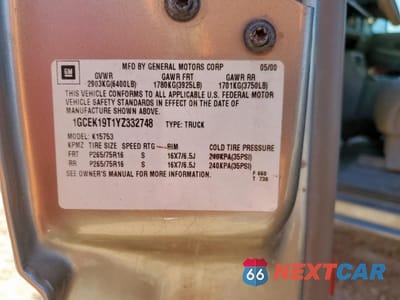 MFD BY GENERAL MOTORS CORP 05/00
GM
GVWR GAWR FRT GAWR RR
2903KG(6400LB) 1780KG(3925LB) 1701KG(3750LB)
THIS VEHICLE CONFORMS TO ALL APPLICABLE U.S. FEDERAL MOTOR
VEHICLE SAFETY STANDARDS IN EFFECT ON THE DATE OF
MANUFACTURE SHOWN ABOVE.
1GCEK19T1YZ332748 TYPE: TRUCK
MODEL: K15753
KPMZ TIRE SIZE SPEED RTG RIM COLD TIRE PRESSURE
FRT P265/75R16 S 16X7/6.5J 240KPA(35PSI)
RR P265/75R16 S 16X7/6.5J 240KPA(35PSI)
SEE OWNER'S MANUAL FOR MORE INFORMATION. F 660
T 736
66 NEXTCAR